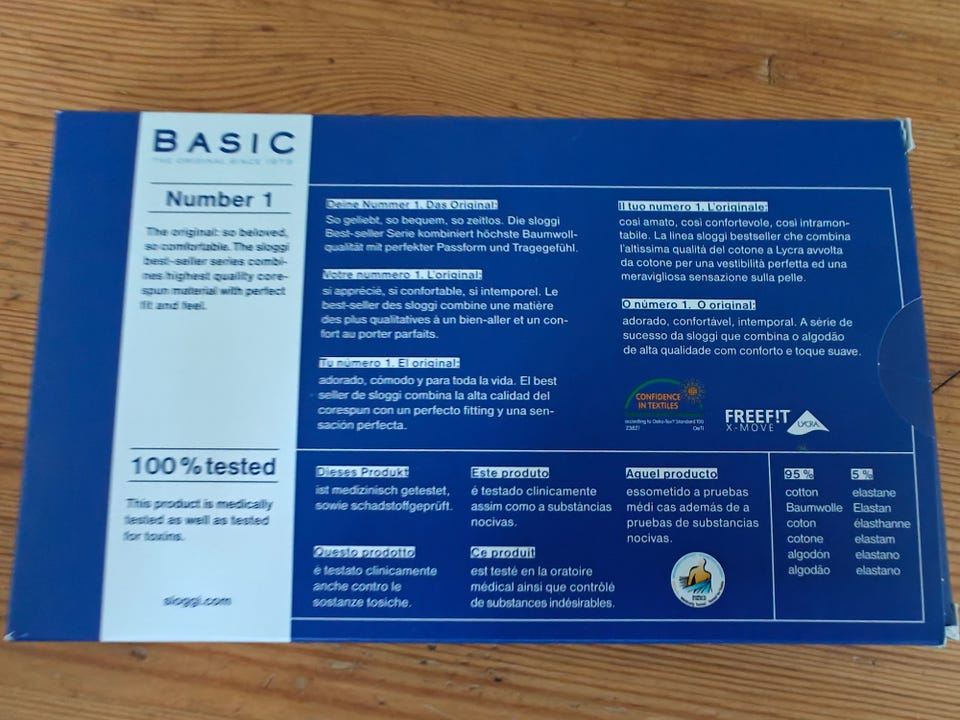 BASIC
THE ORIGINAL SINCE 1979
Number 1
The original: so beloved,
so comfortable. The sloggi
best-seller series combi-
nes highest quality core-
spun material with perfect
fit and feel.
100 % tested
This product is medically
tested as well as tested
for toxins.
sloggi.com
Deine Nummer 1. Das Original:
So geliebt, so bequem, so zeitlos. Die sloggi
Best-seller Serie kombiniert höchste Baumwoll-
qualität mit perfekter Passform und Tragegefühl.
Votre nummero 1. L'original:
si apprécié, si confortable, si intemporel. Le
best-seller des sloggi combine une matière
des plus qualitatives à un bien-aller et un con-
fort au porter parfaits.
Tu número 1. El original:
adorado, cómodo y para toda la vida. El best
seller de sloggi combina la alta calidad del
corespun con un perfecto fitting y una sen-
sación perfecta.
Il tuo numero 1. L'originale:
così amato, così confortevole, così intramon-
tabile. La linea sloggi bestseller che combina
l'altissima qualitá del cotone a Lycra avvolta
da cotone per una vestibilità perfetta ed una
meravigliosa sensazione sulla pelle.
O número 1. O original:
adorado, confortável, intemporal. A série de
sucesso da sloggi que combina o algodão
de alta qualidade com conforto e toque suave.
CONFIDENCE
IN TEXTILES
according to Oeko-Tex® Standard 100
23821 OeTI
FREEF!T
X-MOVE
LYCRA
Dieses Produkt
ist medizinisch getestet,
sowie schadstoffgeprüft.
Este produto
é testado clinicamente
assim como a substàncias
nocivas.
Aquel producto
essometido a pruebas
médi cas además de a
pruebas de substancias
nocivas.
Questo prodotto
é testato clinicamente
anche contro le
sostanze tosiche.
Ce produit
est testé en la oratoire
médical ainsi que contrôlé
de substances indésirables.
95 % 5 %
cotton elastane
Baumwolle Elastan
coton élasthanne
cotone elastam
algodón elastano
algodão elastano